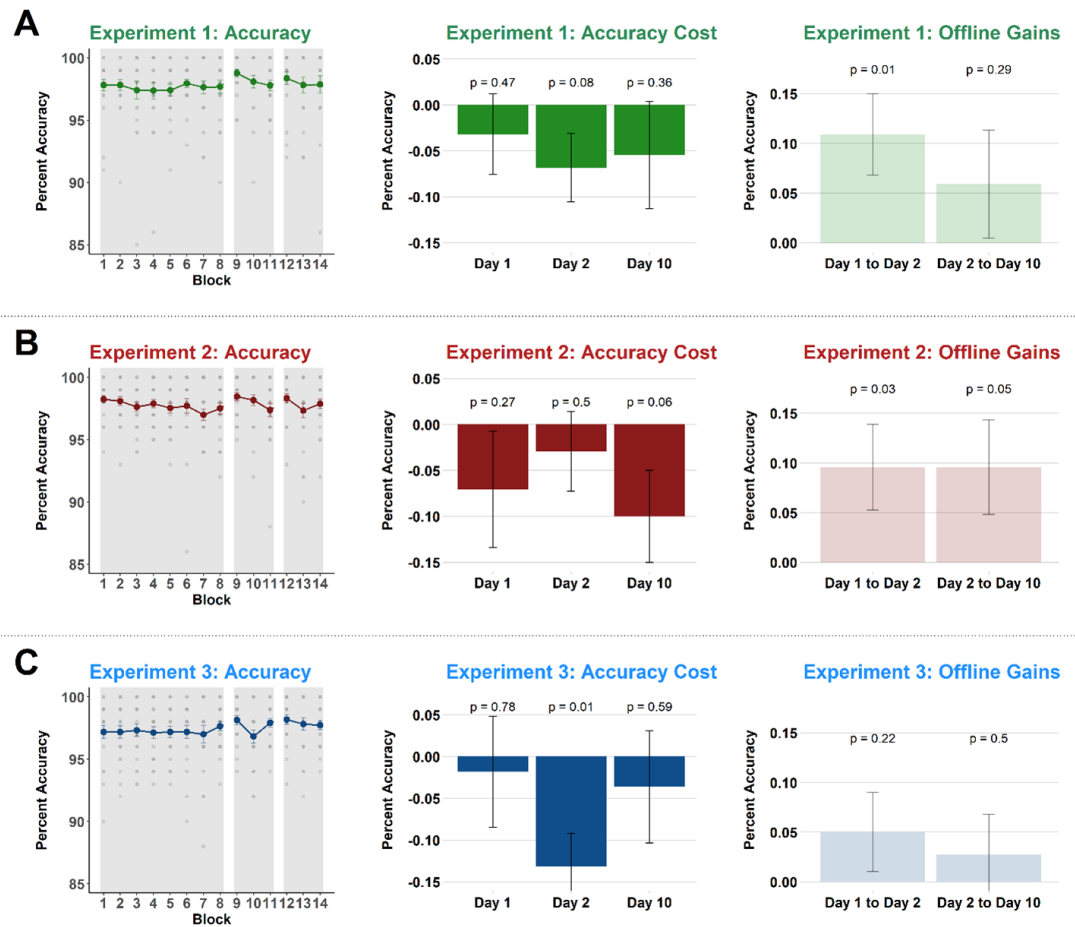 A
Experiment 1: Accuracy
Percent Accuracy
100
95
90
85
1 2 3 4 5 6 7 8 9 10 11 12 13 14
Block
Experiment 1: Accuracy Cost
Percent Accuracy
0.05
0.00
-0.05
-0.10
-0.15
p = 0.47 p = 0.08 p = 0.36
Day 1 Day 2 Day 10
Experiment 1: Offline Gains
Percent Accuracy
p = 0.01 p = 0.29
0.15
0.10
0.05
0.00
Day 1 to Day 2 Day 2 to Day 10
B
Experiment 2: Accuracy
Percent Accuracy
100
95
90
85
1 2 3 4 5 6 7 8 9 10 11 12 13 14
Block
Experiment 2: Accuracy Cost
Percent Accuracy
0.05
0.00
-0.05
-0.10
-0.15
p = 0.27 p = 0.5 p = 0.06
Day 1 Day 2 Day 10
Experiment 2: Offline Gains
Percent Accuracy
p = 0.03 p = 0.05
0.15
0.10
0.05
0.00
Day 1 to Day 2 Day 2 to Day 10
C
Experiment 3: Accuracy
Percent Accuracy
100
95
90
85
1 2 3 4 5 6 7 8 9 10 11 12 13 14
Block
Experiment 3: Accuracy Cost
Percent Accuracy
p = 0.78 p = 0.01 p = 0.59
0.05
0.00
-0.05
-0.10
-0.15
Day 1 Day 2 Day 10
Experiment 3: Offline Gains
Percent Accuracy
0.15
p = 0.22 p = 0.5
0.10
0.05
0.00
Day 1 to Day 2 Day 2 to Day 10